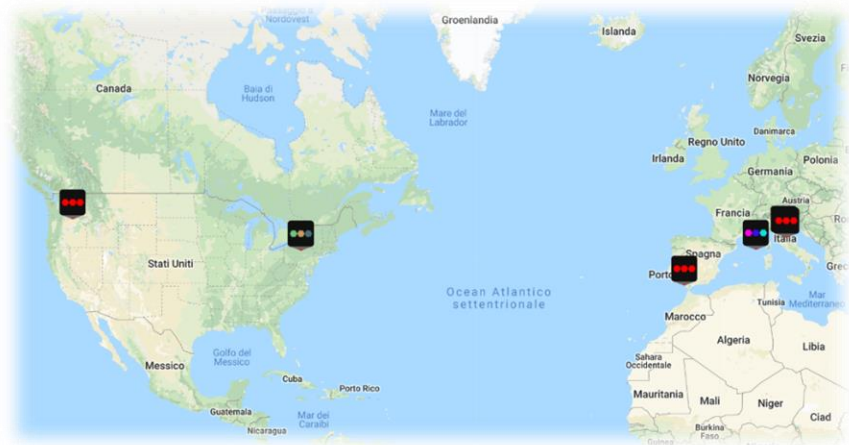 Passaggio a
Nordovest
Groenlandia
Islanda
Svezia
Norvegia
Canada
Baia di
Hudson
Mare del
Labrador
Danimarca
Regno Unito
Irlanda
Polonia
Germania
Austria
Francia
Italia
Spagna
Porto
Grec
Stati Uniti
Ocean Atlantico
settentrionale
Tunisia
Mar
Mediterraneo
Marocco
Algeria
Libia
Golfo del
Messico
Messico
Sahara
Occidentale
Cuba
Porto Rico
Mauritania
Mali
Niger
Ciad
Guatemala
Mar dei
Caraibi
Nicaragua
Burkina
Faso